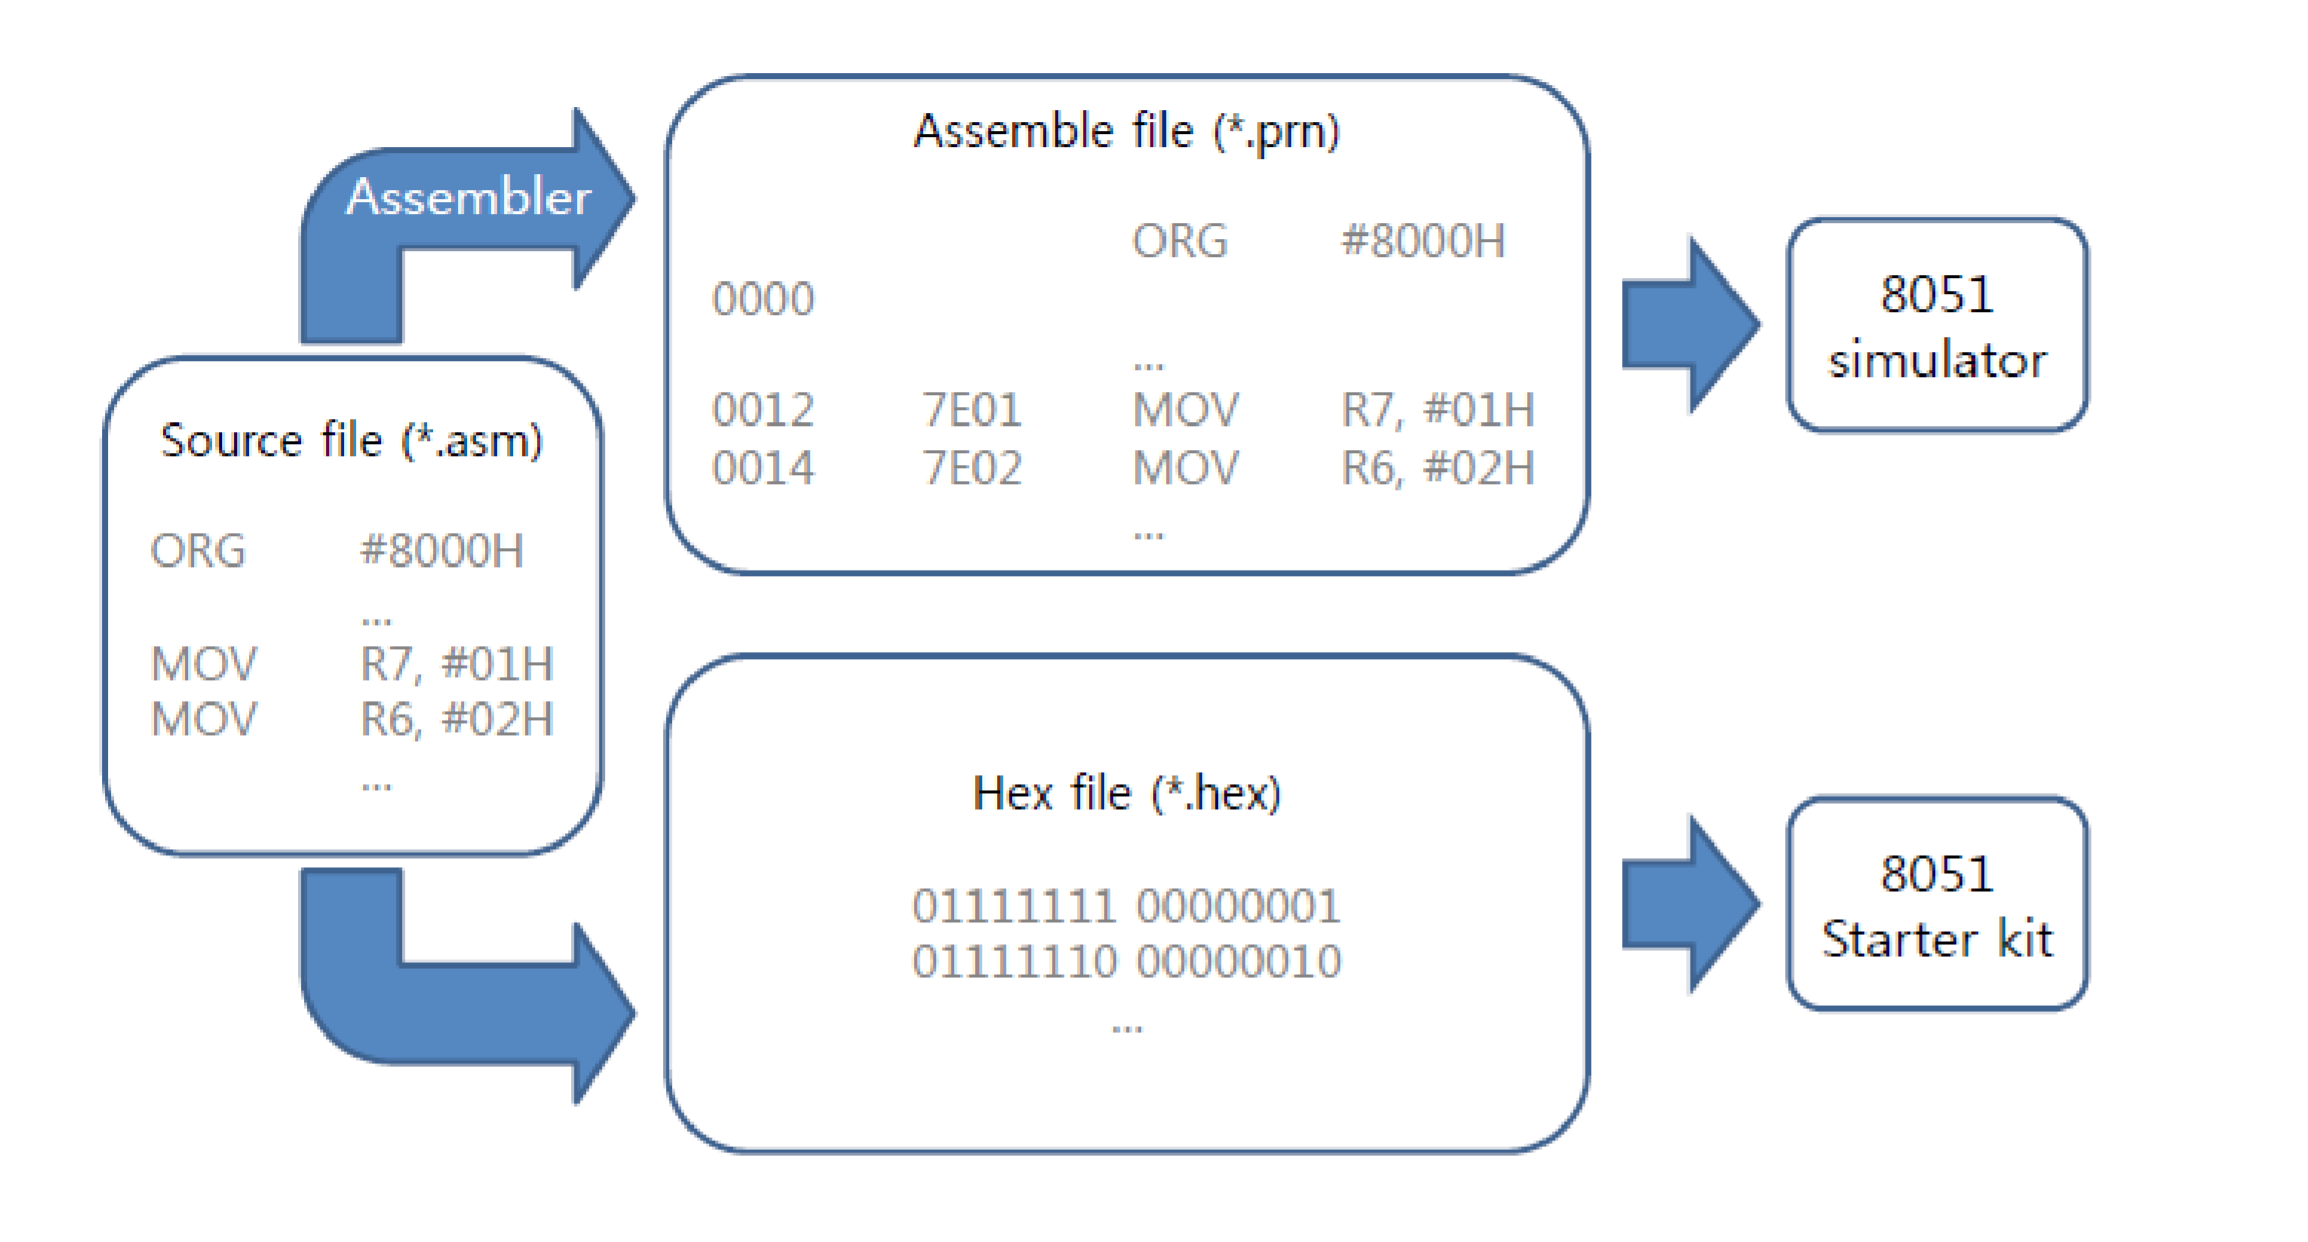 Assembler
Source file (*.asm)
ORG #8000H
...
MOV R7, #01H
MOV R6, #02H
...
Assemble file (*.prn)
ORG #8000H
0000
...
0012 7E01 MOV R7, #01H
0014 7E02 MOV R6, #02H
...
8051
simulator
Hex file (*.hex)
01111111 00000001
01111110 00000010
...
8051
Starter kit